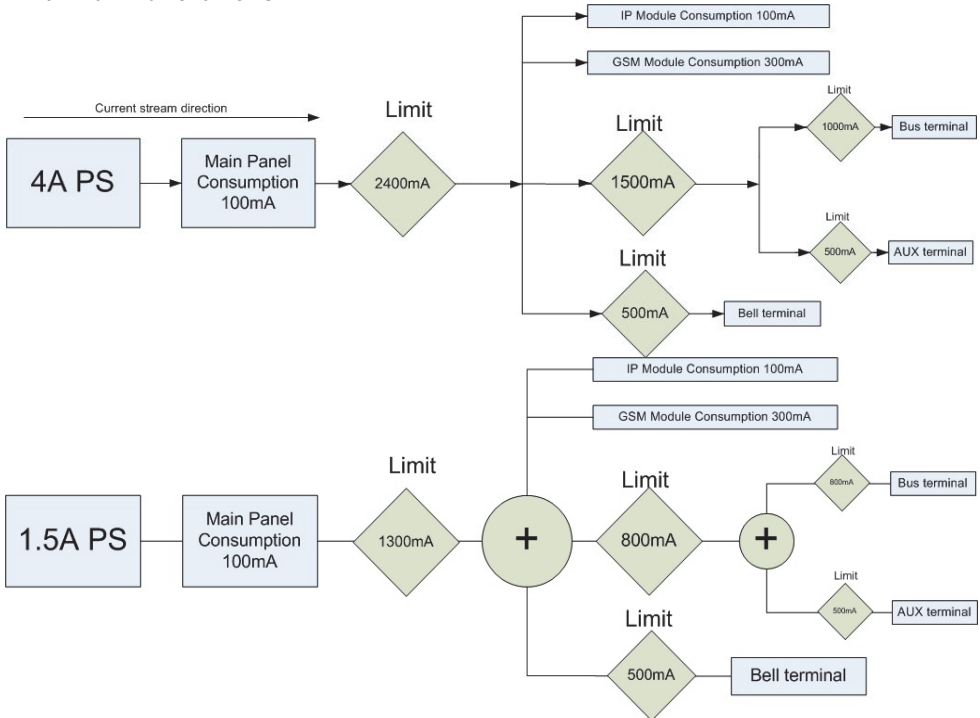 IP Module Consumption 100mA
GSM Module Consumption 300mA
Current stream direction
4A PS
Main Panel
Consumption
100mA
Limit
2400mA
Limit
1500mA
Limit
1000mA
Bus terminal
Limit
500mA
AUX terminal
Limit
500mA
Bell terminal
IP Module Consumption 100mA
GSM Module Consumption 300mA
1.5A PS
Main Panel
Consumption
100mA
Limit
1300mA
+
Limit
800mA
+
Limit
800mA
Bus terminal
Limit
500mA
AUX terminal
Limit
500mA
Bell terminal